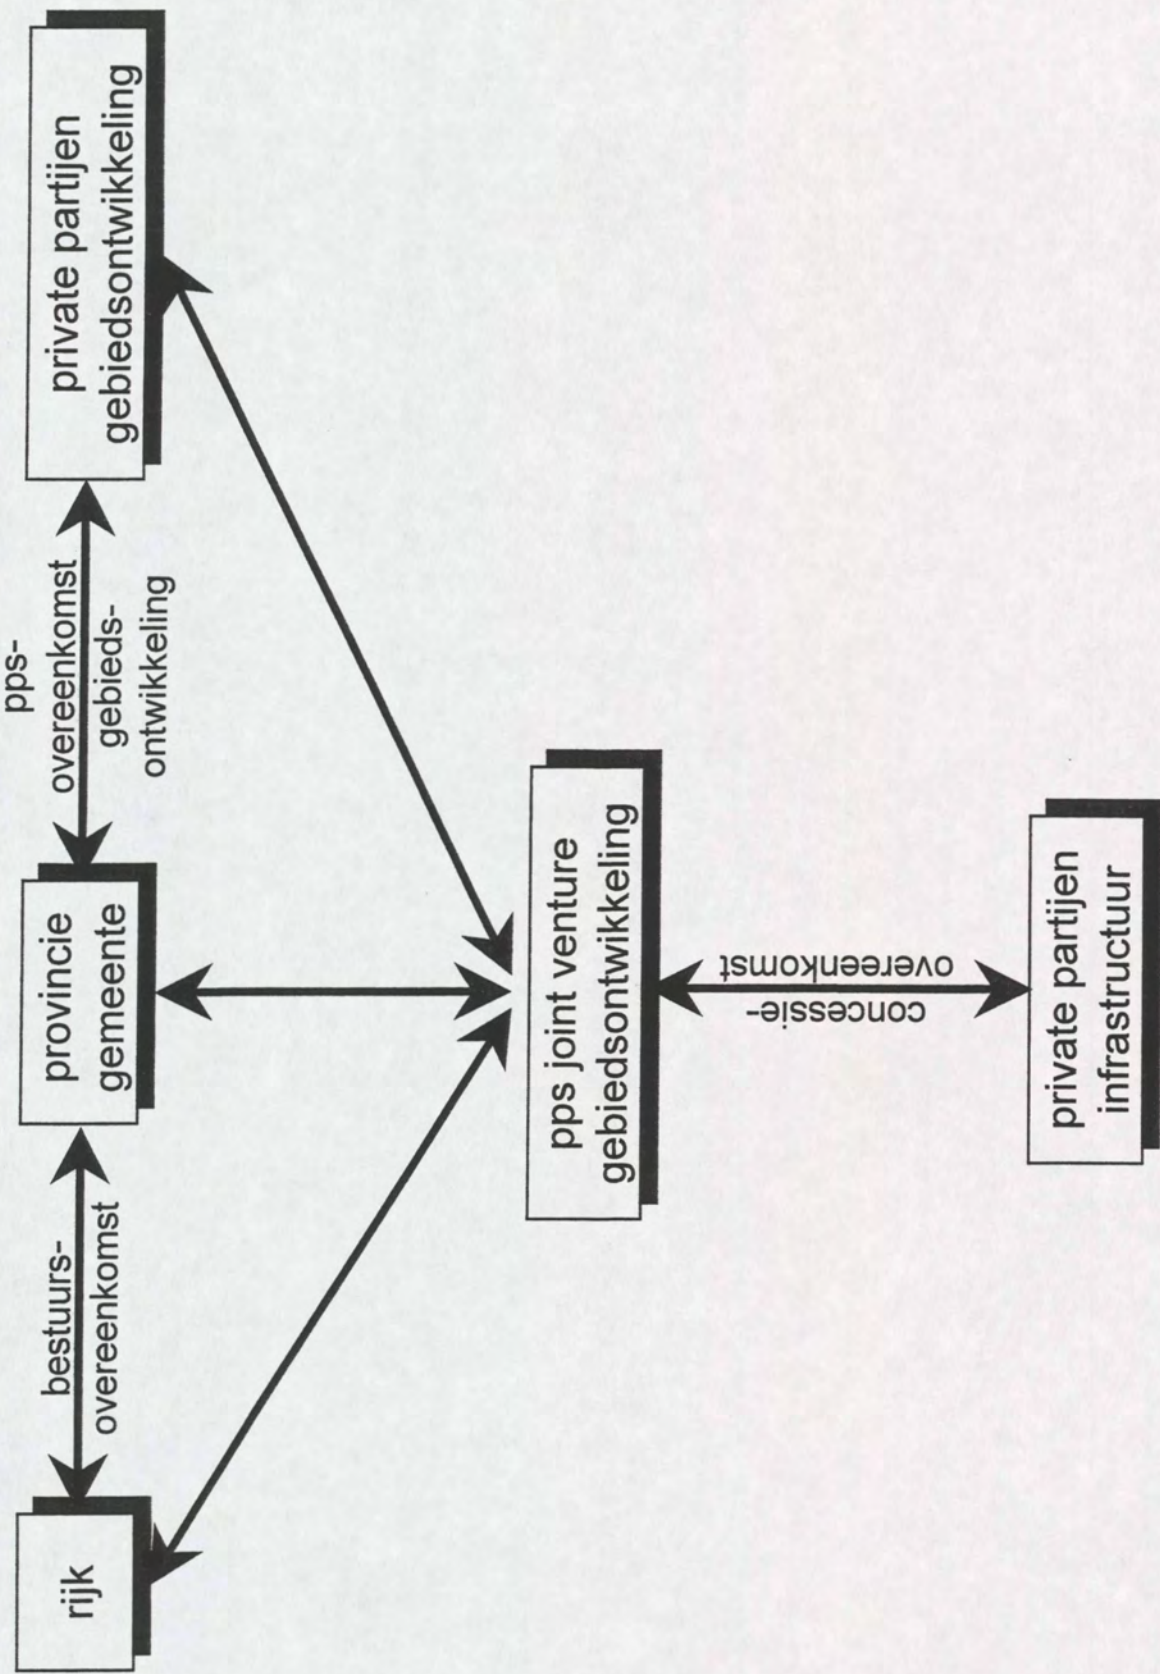 rijk
bestuurs-
overeenkomst
provincie
gemeente
pps-
overeenkomst
gebieds-
ontwikkeling
private partijen
gebiedsontwikkeling
pps joint venture
gebiedsontwikkeling
concessie-
overeenkomst
private partijen
infrastructuur